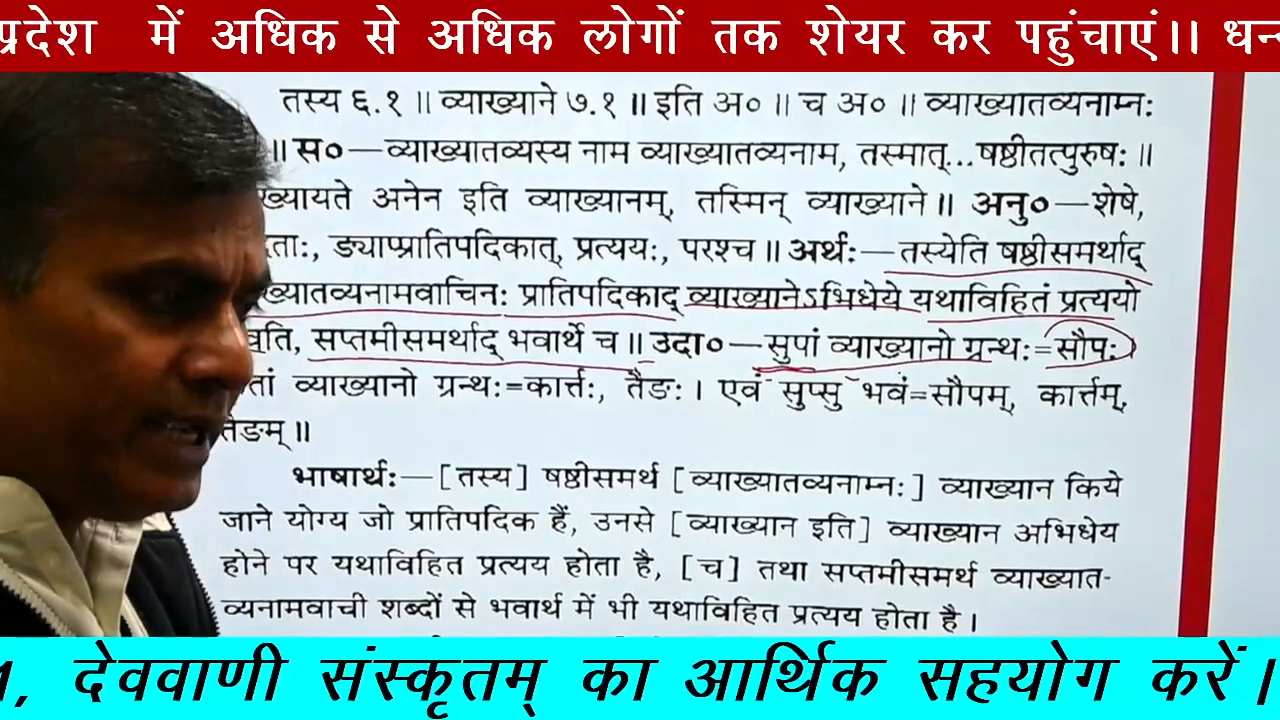 प्रदेश में अधिक से अधिक लोगों तक शेयर कर पहुंचाएं।। धन्
तस्य ६.१ ॥ व्याख्याने ७.१ ॥ इति अ० ॥ च अ० ॥ व्याख्यातव्यनाम्नः
॥ स०—व्याख्यातव्यस्य नाम व्याख्यातव्यनाम, तस्मात्...षष्ठीतत्पुरुषः ॥
ख्यायते अनेन इति व्याख्यानम्, तस्मिन् व्याख्याने ॥ अनु०—शेषे,
ताः, ङ्याप्प्रातिपदिकात्, प्रत्ययः, परश्च ॥ अर्थः—तस्येति षष्ठीसमर्थाद्
ख्यातव्यनामवाचिनः प्रातिपदिकाद् व्याख्यानेऽभिधेये यथाविहितं प्रत्ययो
वति, सप्तमीसमर्थाद् भवार्थे च ॥ उदा०—सुपां व्याख्यानो ग्रन्थः=सौपः
तां व्याख्यानो ग्रन्थः=कार्त्तः, तैङः । एवं सुप्सु भवं=सौपम्, कार्त्तम्,
तैङम् ॥
भाषार्थः—[तस्य] षष्ठीसमर्थ [व्याख्यातव्यनाम्नः] व्याख्यान किये
जाने योग्य जो प्रातिपदिक हैं, उनसे [व्याख्यान इति] व्याख्यान अभिधेय
होने पर यथाविहित प्रत्यय होता है, [च] तथा सप्तमीसमर्थ व्याख्यात-
व्यनामवाची शब्दों से भवार्थ में भी यथाविहित प्रत्यय होता है।
, देववाणी संस्कृतम् का आर्थिक सहयोग करें।